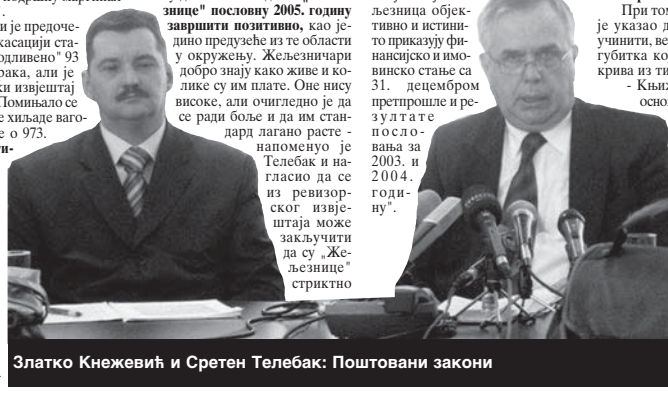 и је предоче-
касацији ста-
одливено" 93
рака, али је
ки извјештај
Поминало се
е хиљаде ваго-
е о 973.
ти-
знице" пословну 2005. годину
завршити позитивно, као је-
дино предузеће из те области
у окружењу. Жељезничари
добро знају како живе и ко-
лике су им плате. Оне нису
високе, али очигледно је да
се ради боље и да им стан-
дард лагано расте -
напоменуо је
Телебак и на-
гласио да се
из ревизор-
ског извје-
штаја може
закључити
да су „Же-
љезнице"
стриктно
љезница објек-
тивно и истини-
то приказују фи-
нансијско и имо-
винско стање са
31. децембром
претпрошле и ре-
зултате
посло-
вања за
2003. и
2004.
годи-
ну".
При том
је указао д
учинити, ве
губитка ко
крива из ти
- Књиж
осно
Златко Кнежевић и Сретен Телебак: Поштовани закони